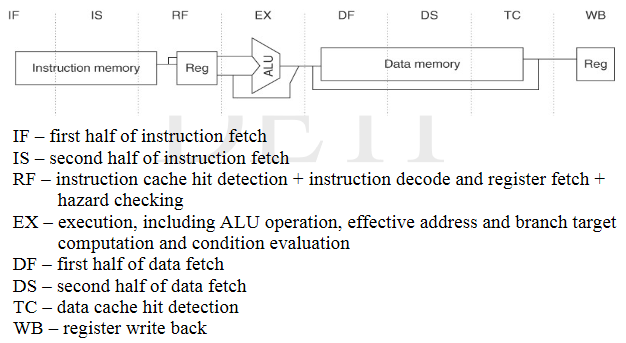 IF IS RF EX DF DS TC WB
Instruction memory Reg ALU Data memory Reg
DETI
IF – first half of instruction fetch
IS – second half of instruction fetch
RF – instruction cache hit detection + instruction decode and register fetch +
hazard checking
EX – execution, including ALU operation, effective address and branch target
computation and condition evaluation
DF – first half of data fetch
DS – second half of data fetch
TC – data cache hit detection
WB – register write back